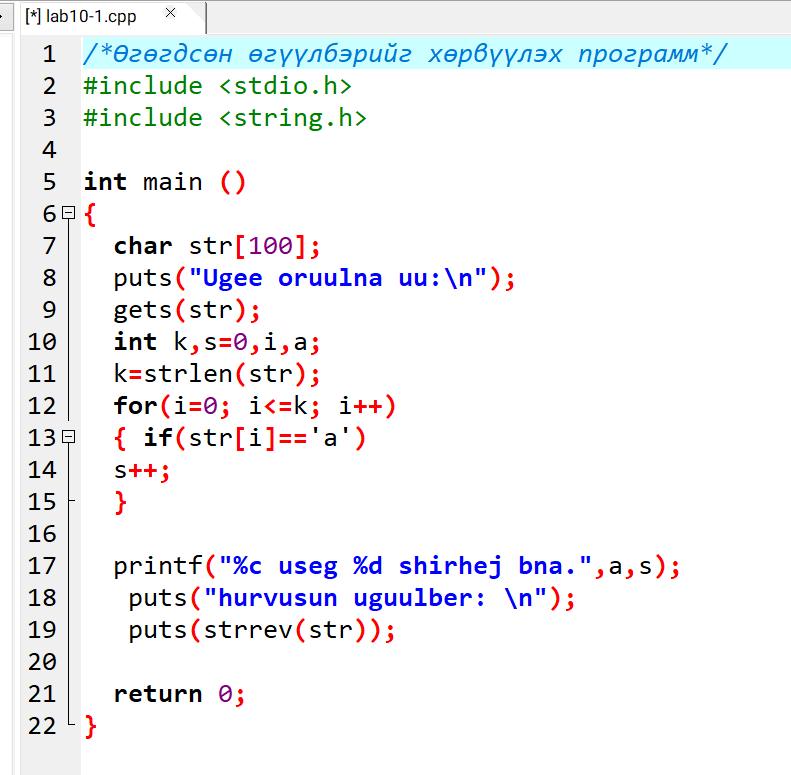 [*] lab10-1.cpp ×
1 /*Өгөгдсөн өгүүлбэрийг хөрвүүлэх программ*/
2 #include <stdio.h>
3 #include <string.h>
4
5 int main ()
6 {
7 char str[100];
8 puts("Ugee oruulna uu:\n");
9 gets(str);
10 int k,s=0,i,a;
11 k=strlen(str);
12 for(i=0; i<=k; i++)
13 { if(str[i]=='a')
14 s++;
15 }
16
17 printf("%c useg %d shirhej bna.",a,s);
18 puts("hurvusun uguulber: \n");
19 puts(strrev(str));
20
21 return 0;
22 }